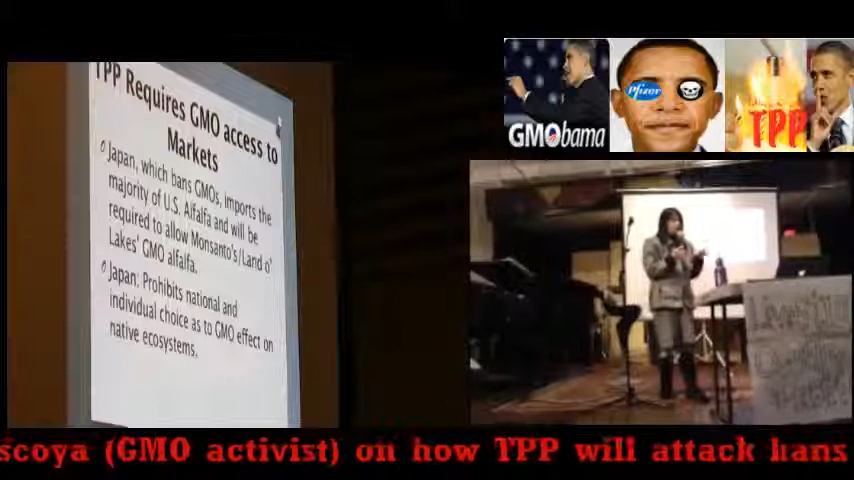 TPP Requires GMO access to
Markets
Japan, which bans GMOs, imports the
majority of U.S. Alfalfa and will be
required to allow Monsanto's/Land o'
Lakes' GMO alfalfa.
Japan: Prohibits national and
individual choice as to GMO effect on
native ecosystems.
GMObama
Pfizer
TPP
scoya (GMO activist) on how TPP will attack bans